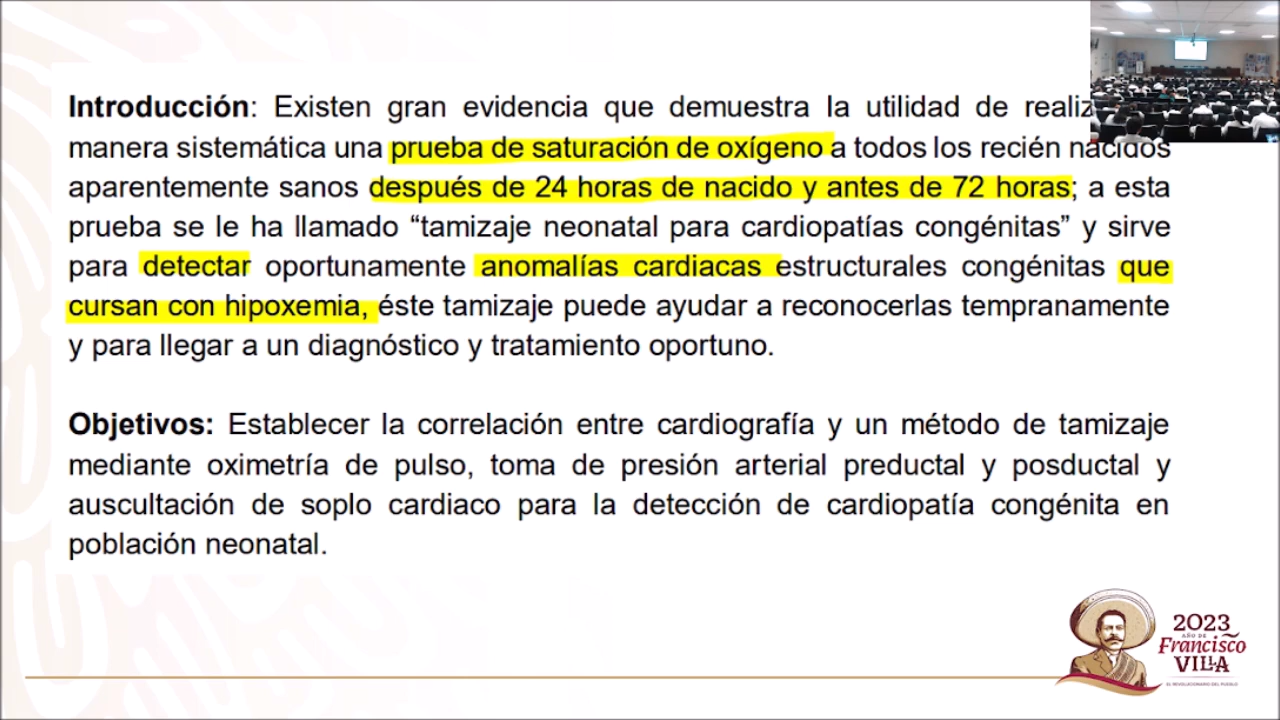 Introducción: Existen gran evidencia que demuestra la utilidad de
manera sistemática una prueba de saturación de oxígeno a todos los recién nacidos
aparentemente sanos después de 24 horas de nacido y antes de 72 horas; a esta
prueba se le ha llamado “tamizaje neonatal para cardiopatías congénitas” y sirve
para detectar oportunamente anomalías cardiacas estructurales congénitas que
cursan con hipoxemia, éste tamizaje puede ayudar a reconocerlas tempranamente
y para llegar a un diagnóstico y tratamiento oportuno.
Objetivos: Establecer la correlación entre cardiografía y un método de tamizaje
mediante oximetría de pulso, toma de presión arterial preductal y posductal y
auscultación de soplo cardiaco para la detección de cardiopatía congénita en
población neonatal.
2023
AÑO DE
Francisco
VILLA
EL REVOLUCIONARIO DEL PUEBLO